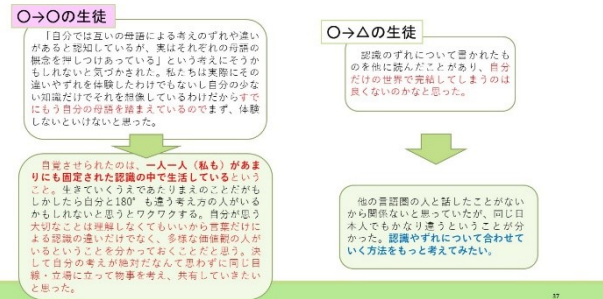 〇→〇の生徒
「自分では互いの母語による考えのずれや違い
があると認知しているが、実はそれぞれの母語の
概念を押しつけあっている」という考えにそうか
もしれないと気づかされた。私たちは実際にその
違いやずれを体験したわけでもないし自分の少な
い知識だけでそれを想像しているわけだからすで
にもう自分の母語を踏まえているのでまず、体験
しないといけないと思った。
自覚させられたのは、一人一人（私も）があま
りにも固定された認識の中で生活しているという
こと。生きていくうえであたりまえのことだがも
しかしたら自分と180°も違う考え方の人がいる
かもしれないと思うとワクワクする。自分が思う
大切なことは理解しなくてもいいから言葉だけに
よる認識の違いだけでなく、多様な価値観の人が
いるということを分かっておくことだと思う。決
して自分の考えが絶対だなんて思わずに同じ目
線・立場に立って物事を考え、共有していきたい
と思った。
〇→△の生徒
認識のずれについて書かれたも
のを他に読んだことがあり、自分
だけの世界で完結してしまうのは
良くないのかなと思った。
他の言語圏の人と話したことがない
から関係ないと思っていたが、同じ日
本人でもかなり違うということが分
かった。認識やずれについて合わせて
いく方法をもっと考えてみたい。
37